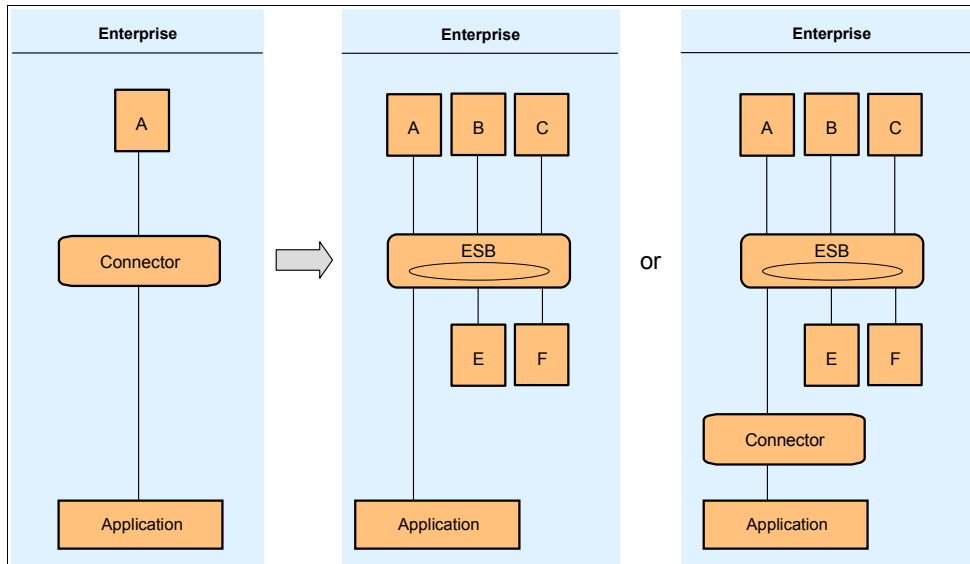 Enterprise
A
Connector
Application
Enterprise
A B C
ESB
E F
Application
or
Enterprise
A B C
ESB
E F
Connector
Application